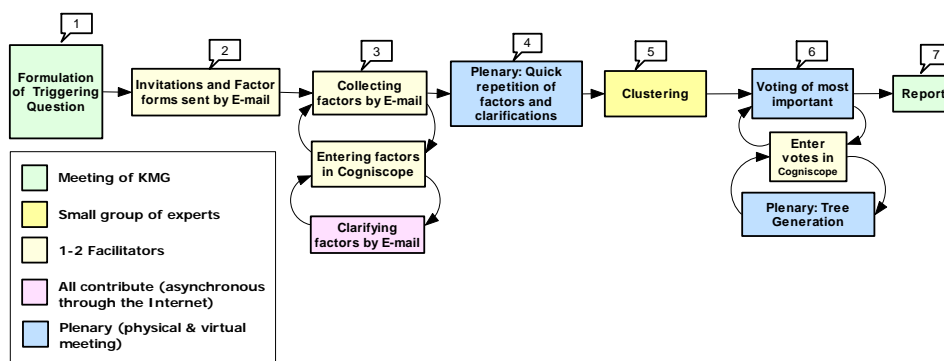 1
Formulation
of Triggering
Question
2
Invitations and Factor
forms sent by E-mail
3
Collecting
factors by E-mail
Entering factors
in Cogniscope
Clarifying
factors by E-mail
4
Plenary: Quick
repetition of
factors and
clarifications
5
Clustering
6
Voting of most
important
Enter
votes in
Cogniscope
Plenary: Tree
Generation
7
Report
Meeting of KMG
Small group of experts
1-2 Facilitators
All contribute (asynchronous
through the Internet)
Plenary (physical & virtual
meeting)